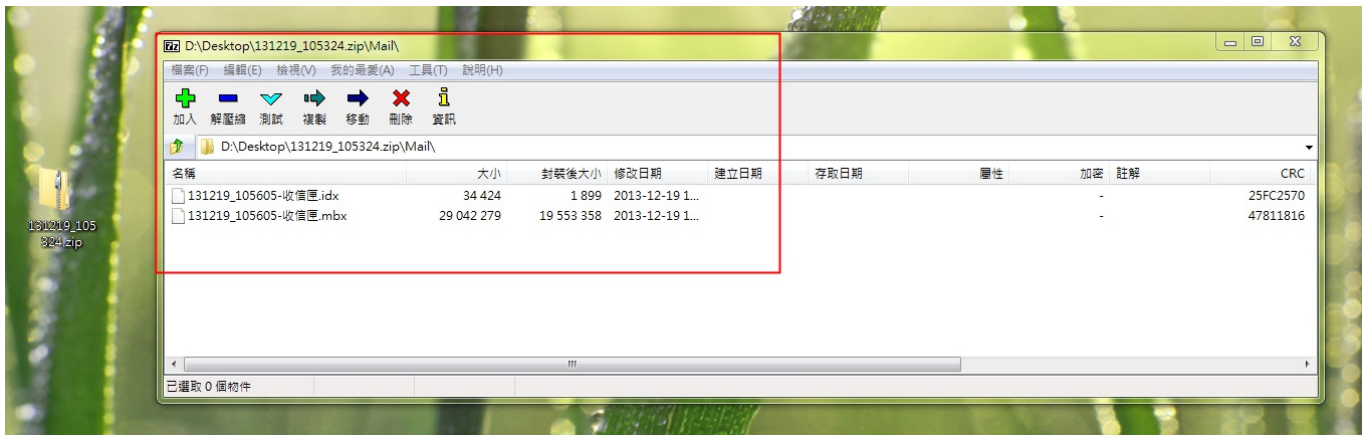 D:\Desktop\131219_105324.zip\Mail\
檔案(F) 編輯(E) 檢視(V) 我的最愛(A) 工具(T) 說明(H)
加入 解壓縮 測試 複製 移動 刪除 資訊
D:\Desktop\131219_105324.zip\Mail\
名稱 大小 封裝後大小 修改日期 建立日期 存取日期 屬性 加密 註解 CRC
131219_105605-收信匣.idx 34 424 1 899 2013-12-19 1... - 25FC2570
131219_105605-收信匣.mbx 29 042 279 19 553 358 2013-12-19 1... - 47811816
131219_105
324.zip
已選取 0 個物件